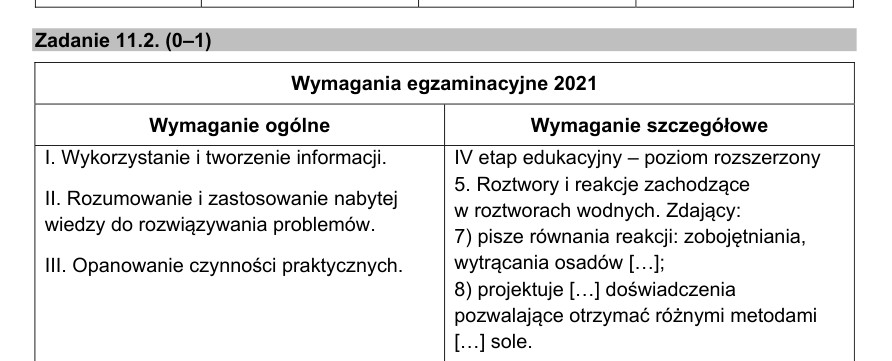 Zadanie 11.2. (0–1)
Wymagania egzaminacyjne 2021
Wymaganie ogólne
Wymaganie szczegółowe
I. Wykorzystanie i tworzenie informacji.
II. Rozumowanie i zastosowanie nabytej
wiedzy do rozwiązywania problemów.
III. Opanowanie czynności praktycznych.
IV etap edukacyjny – poziom rozszerzony
5. Roztwory i reakcje zachodzące
w roztworach wodnych. Zdający:
7) pisze równania reakcji: zobojętniania,
wytrącania osadów […];
8) projektuje […] doświadczenia
pozwalające otrzymać różnymi metodami
[…] sole.